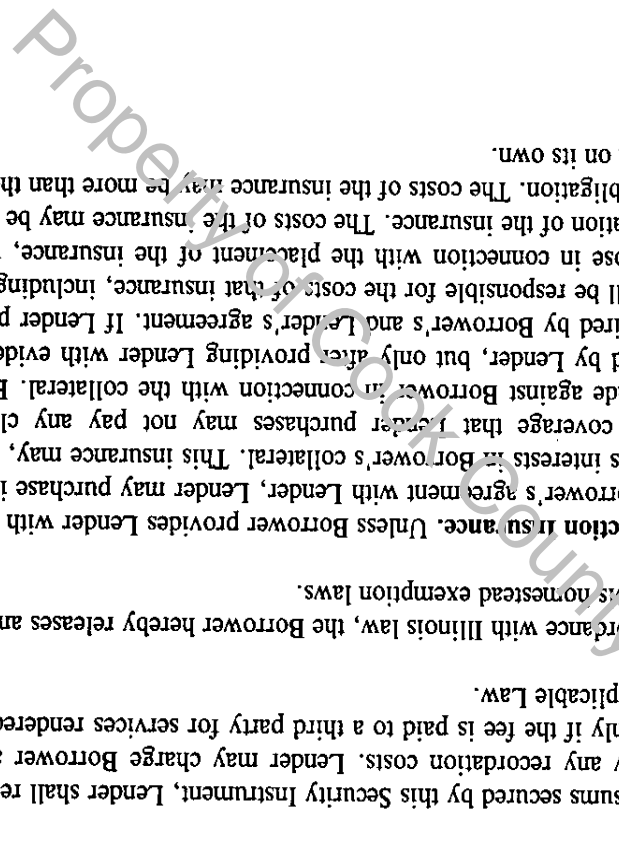 sums secured by this Security Instrument, Lender shall re
y any recordation costs. Lender may charge Borrower a
nly if the fee is paid to a third party for services rendered
plicable Law.
rdance with Illinois law, the Borrower hereby releases an
is homestead exemption laws.
ction Insurance. Unless Borrower provides Lender with
orrower's agreement with Lender, Lender may purchase i
s interests in Borrower's collateral. This insurance may,
coverage that Lender purchases may not pay any cl
de against Borrower in connection with the collateral. B
d by Lender, but only after providing Lender with evide
ired by Borrower's and Lender's agreement. If Lender p
ll be responsible for the costs of that insurance, including
ose in connection with the placement of the insurance,
ation of the insurance. The costs of the insurance may be
bligation. The costs of the insurance may be more than th
on its own.
Property of Cook County